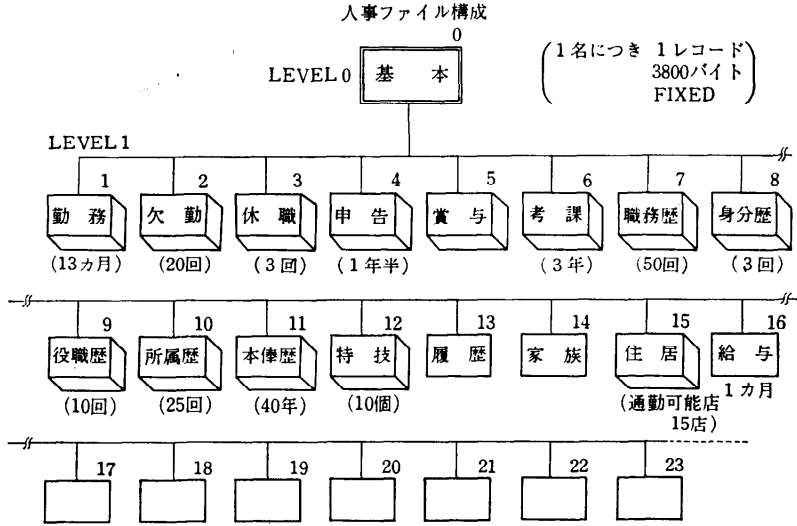 人事ファイル構成
0
LEVEL 0 基本
(1名につき 1レコード
3800バイト
FIXED)
LEVEL 1
1 2 3 4 5 6 7 8
勤務 欠勤 休職 申告 賞与 考課 職務歴 身分歴
(13カ月) (20回) (3回) (1年半) (3年) (50回) (3回)
9 10 11 12 13 14 15 16
役職歴 所属歴 本俸歴 特技 履歴 家族 住居 給与
(10回) (25回) (40年) (10個) (通勤可能店 1カ月
15店)
17 18 19 20 21 22 23